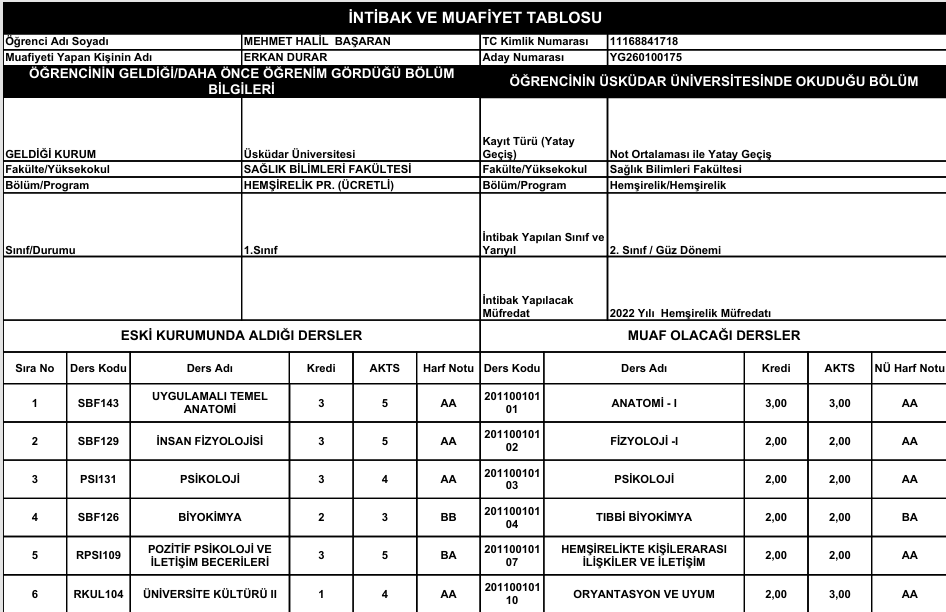 İNTİBAK VE MUAFİYET TABLOSU
Öğrenci Adı Soyadı MEHMET HALİL BAŞARAN TC Kimlik Numarası 11168841718
Muafiyeti Yapan Kişinin Adı ERKAN DURAR Aday Numarası YG260100175
ÖĞRENCİNİN GELDİĞİ/DAHA ÖNCE ÖĞRENİM GÖRDÜĞÜ BÖLÜM
BİLGİLERİ
ÖĞRENCİNİN ÜSKÜDAR ÜNİVERSİTESİNDE OKUDUĞU BÖLÜM
GELDİĞİ KURUM Üsküdar Üniversitesi
Kayıt Türü (Yatay
Geçiş) Not Ortalaması ile Yatay Geçiş
Fakülte/Yüksekokul SAĞLIK BİLİMLERİ FAKÜLTESİ Fakülte/Yüksekokul Sağlık Bilimleri Fakültesi
Bölüm/Program HEMŞİRELİK PR. (ÜCRETLİ) Bölüm/Program Hemşirelik/Hemşirelik
Sınıf/Durumu 1.Sınıf
İntibak Yapılan Sınıf ve
Yarıyıl 2. Sınıf / Güz Dönemi
İntibak Yapılacak
Müfredat 2022 Yılı Hemşirelik Müfredatı
ESKİ KURUMUNDA ALDIĞI DERSLER MUAF OLACAĞI DERSLER
Sıra No Ders Kodu Ders Adı Kredi AKTS Harf Notu Ders Kodu Ders Adı Kredi AKTS NÜ Harf Notu
1 SBF143 UYGULAMALI TEMEL
ANATOMİ 3 5 AA 201100101
01 ANATOMİ - I 3,00 3,00 AA
2 SBF129 İNSAN FİZYOLOJİSİ 3 5 AA 201100101
02 FİZYOLOJİ -I 2,00 2,00 AA
3 PSI131 PSİKOLOJİ 3 4 AA 201100101
03 PSİKOLOJİ 2,00 2,00 AA
4 SBF126 BİYOKİMYA 2 3 BB 201100101
04 TIBBİ BİYOKİMYA 2,00 2,00 BA
5 RPSI109 POZİTİF PSİKOLOJİ VE
İLETİŞİM BECERİLERİ 3 5 BA 201100101
07 HEMŞİRELİKTE KİŞİLERARASI
İLİŞKİLER VE İLETİŞİM 2,00 2,00 AA
6 RKUL104 ÜNİVERSİTE KÜLTÜRÜ II 1 4 AA 201100101
10 ORYANTASYON VE UYUM 2,00 3,00 AA